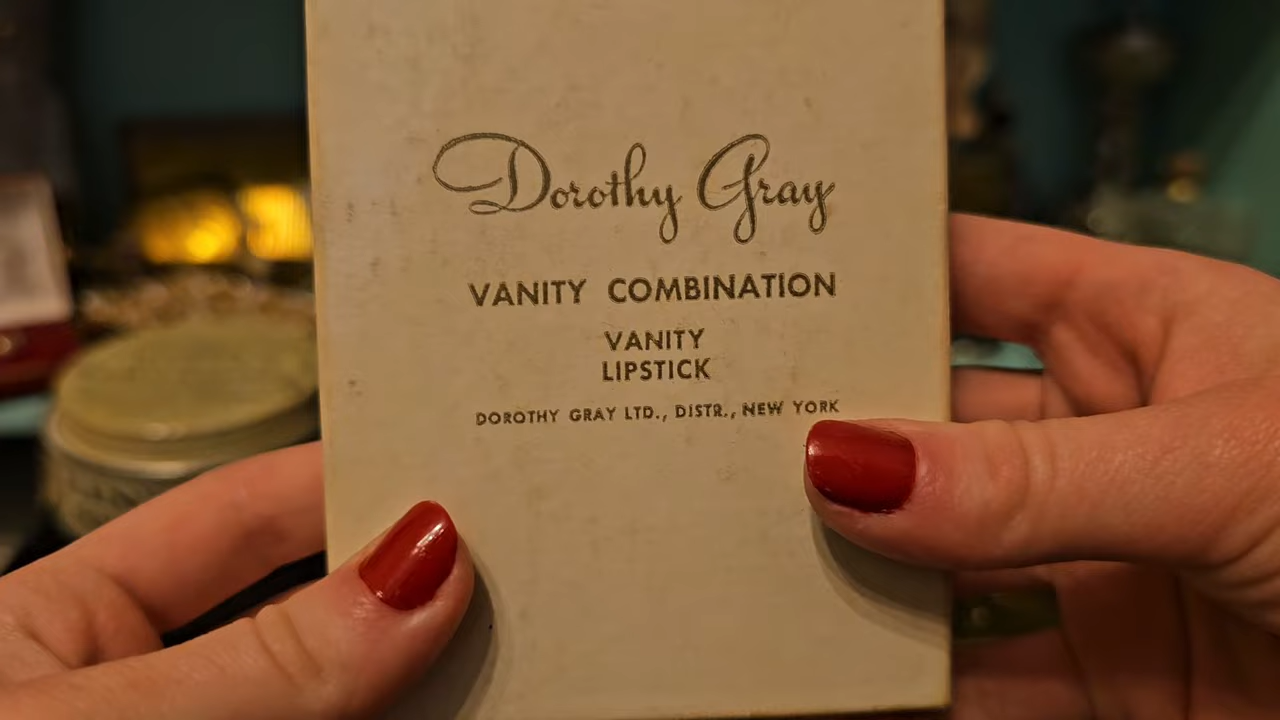 Dorothy Gray
VANITY COMBINATION
VANITY
LIPSTICK
DOROTHY GRAY LTD., DISTR., NEW YORK